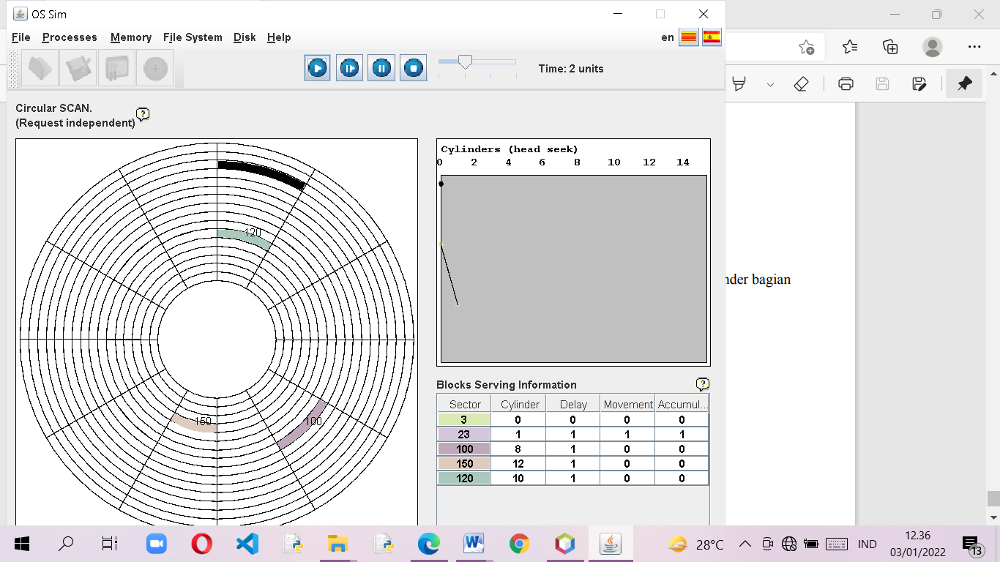 OS Sim
File Processes Memory File System Disk Help
en
Time: 2 units
Circular SCAN.
(Request independent)
Cylinders (head seek)
0 2 4 6 8 10 12 14
120
150
100
nder bagian
Blocks Serving Information
Sector Cylinder Delay Movement Accumul...
3 0 0 0 0
23 1 1 1 1
100 8 1 0 0
150 12 1 0 0
120 10 1 0 0
28°C
IND
12.36
03/01/2022
13